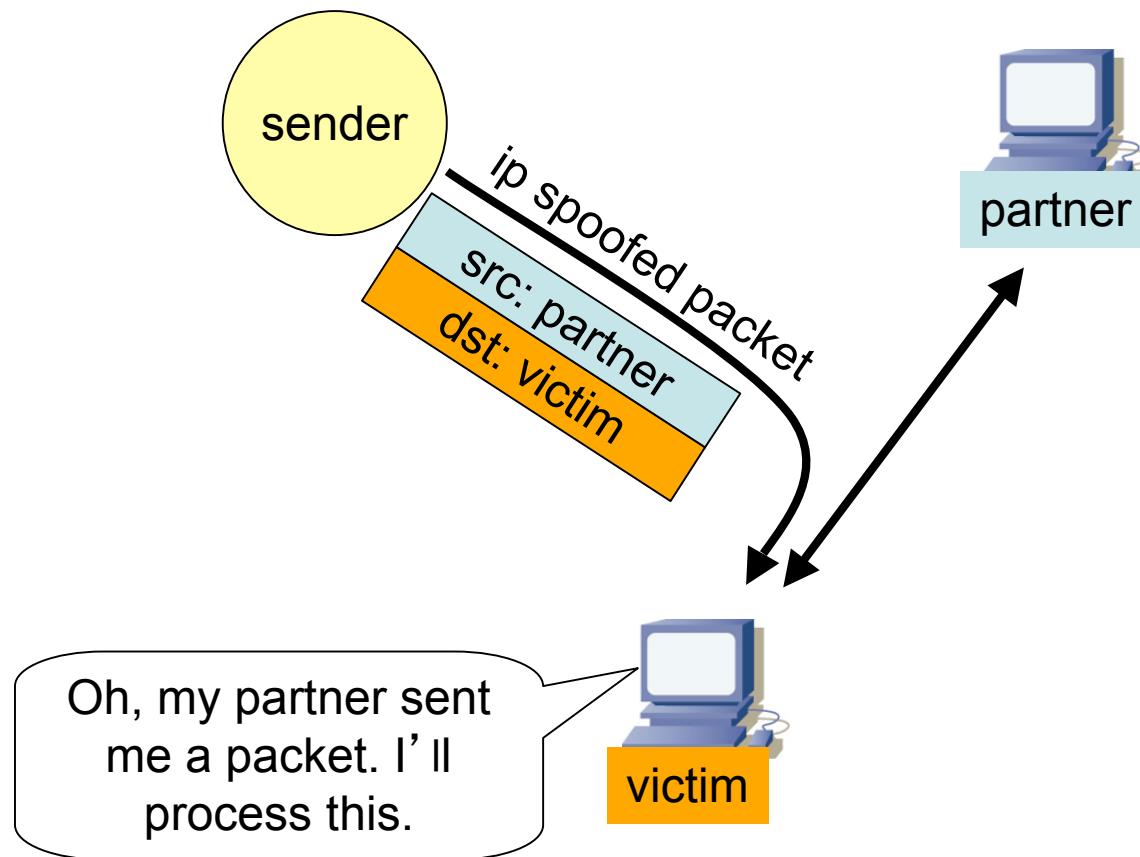 sender
partner
ip spoofed packet
src: partner
dst: victim
Oh, my partner sent
me a packet. I’ll
process this.
victim